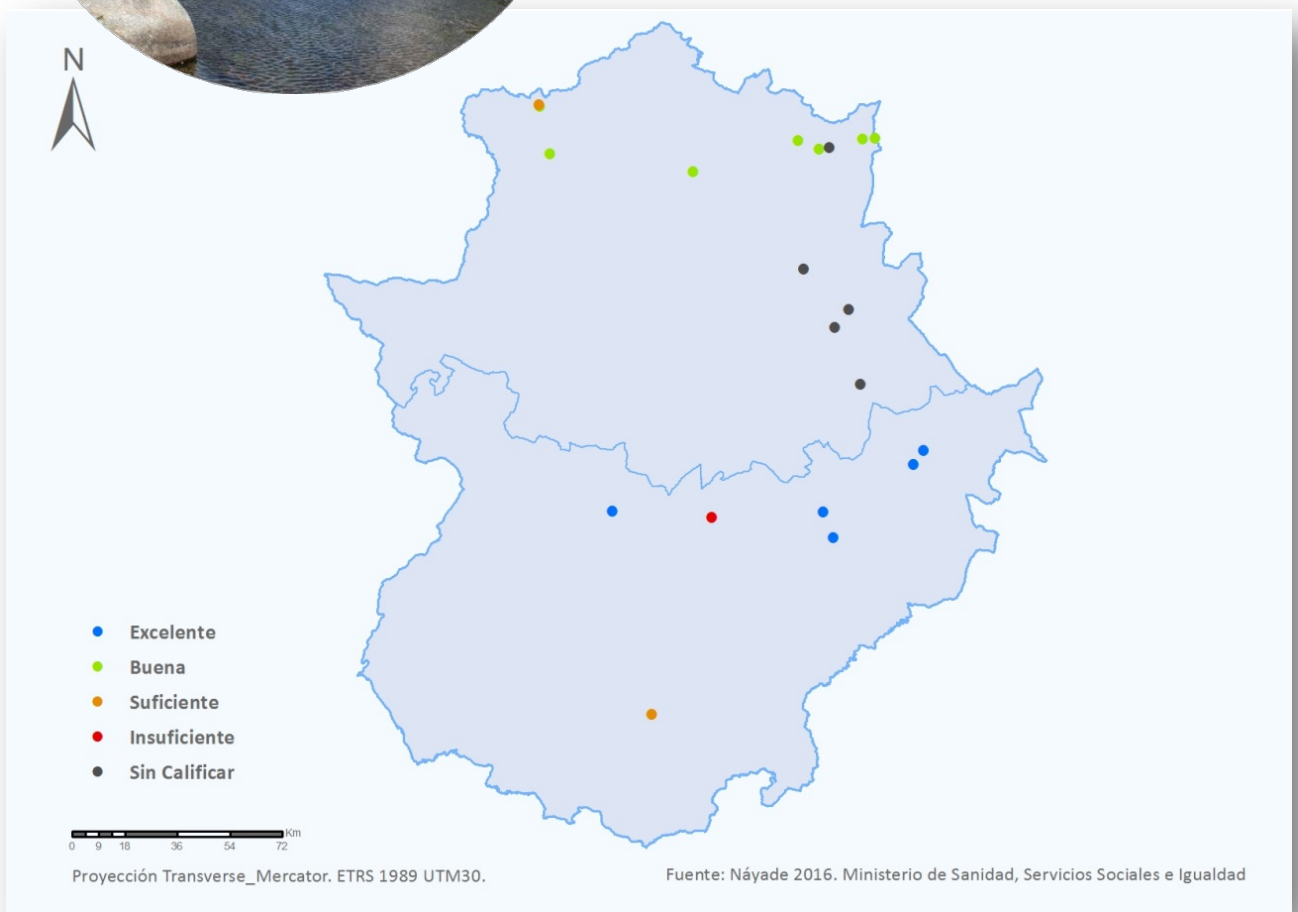 N
Excelente
Buena
Suficiente
Insuficiente
Sin Calificar
Km
0 9 18 36 54 72
Proyección Transverse_Mercator. ETRS 1989 UTM30.
Fuente: Náyade 2016. Ministerio de Sanidad, Servicios Sociales e Igualdad